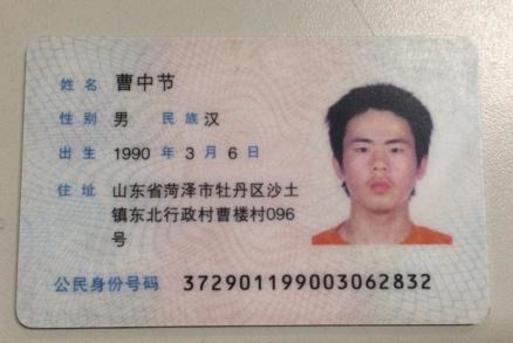 姓名 曹中节
性别 男 民族 汉
出生 1990 年 3 月 6 日
住址 山东省菏泽市牡丹区沙土
镇东北行政村曹楼村096
号
公民身份号码 372901199003062832